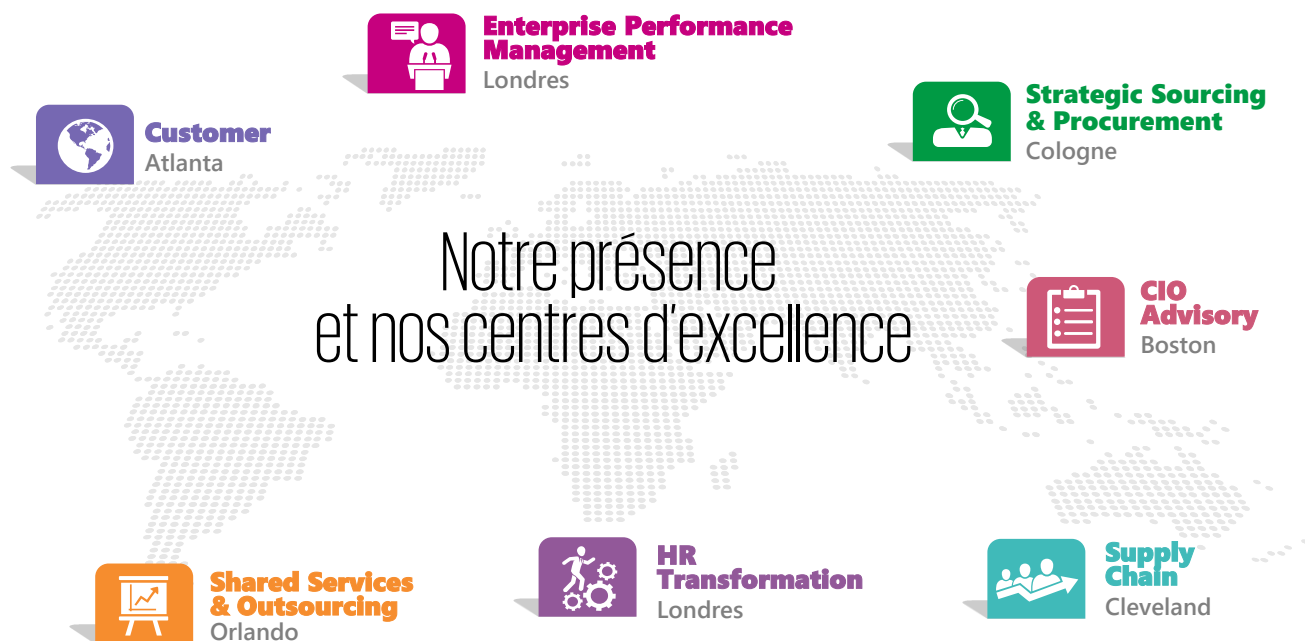 Enterprise Performance
Management
Londres
Customer
Atlanta
Strategic Sourcing
& Procurement
Cologne
Notre présence
et nos centres d'excellence
CIO
Advisory
Boston
Shared Services
& Outsourcing
Orlando
HR
Transformation
Londres
Supply
Chain
Cleveland